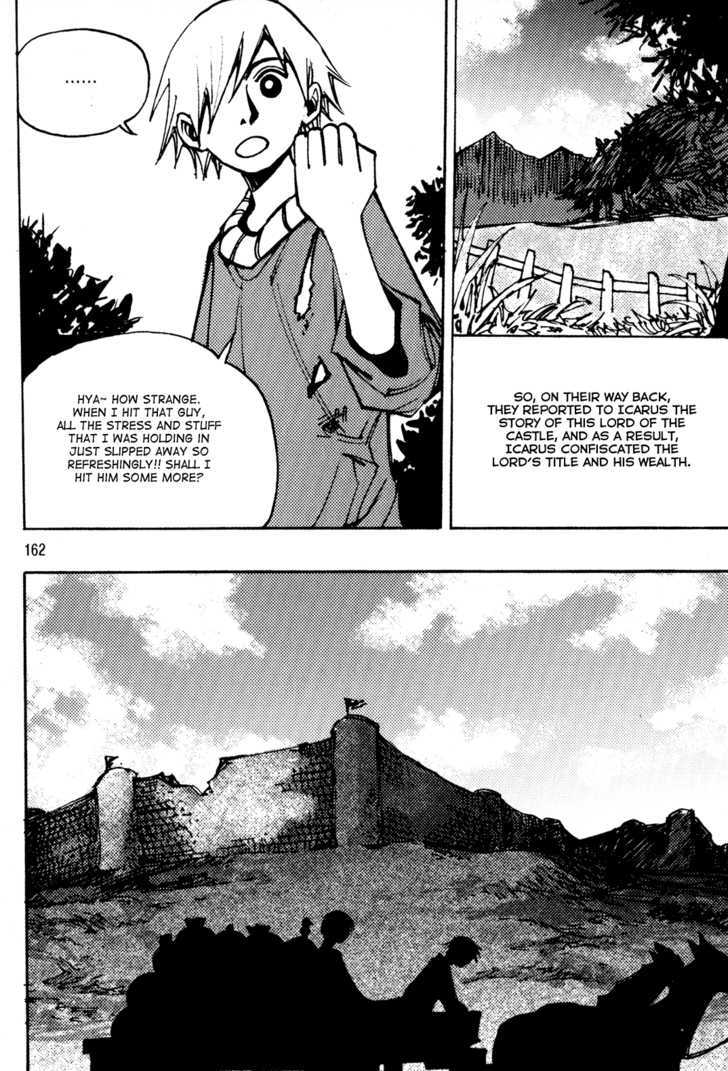 ......
HYA~ HOW STRANGE.
WHEN I HIT THAT GUY,
ALL THE STRESS AND STUFF
THAT I WAS HOLDING IN
JUST SLIPPED AWAY SO
REFRESHINGLY!! SHALL I
HIT HIM SOME MORE?
SO, ON THEIR WAY BACK,
THEY REPORTED TO ICARUS THE
STORY OF THIS LORD OF THE
CASTLE, AND AS A RESULT,
ICARUS CONFISCATED THE
LORD'S TITLE AND HIS WEALTH.
162